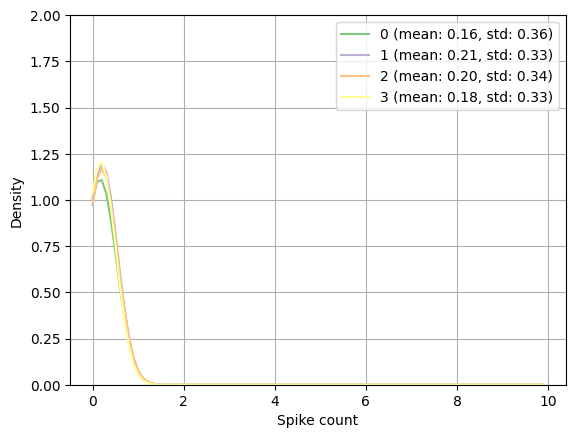 2.00
1.75
1.50
1.25
1.00
0.75
0.50
0.25
0.00
Density
0 (mean: 0.16, std: 0.36)
1 (mean: 0.21, std: 0.33)
2 (mean: 0.20, std: 0.34)
3 (mean: 0.18, std: 0.33)
0 2 4 6 8 10
Spike count